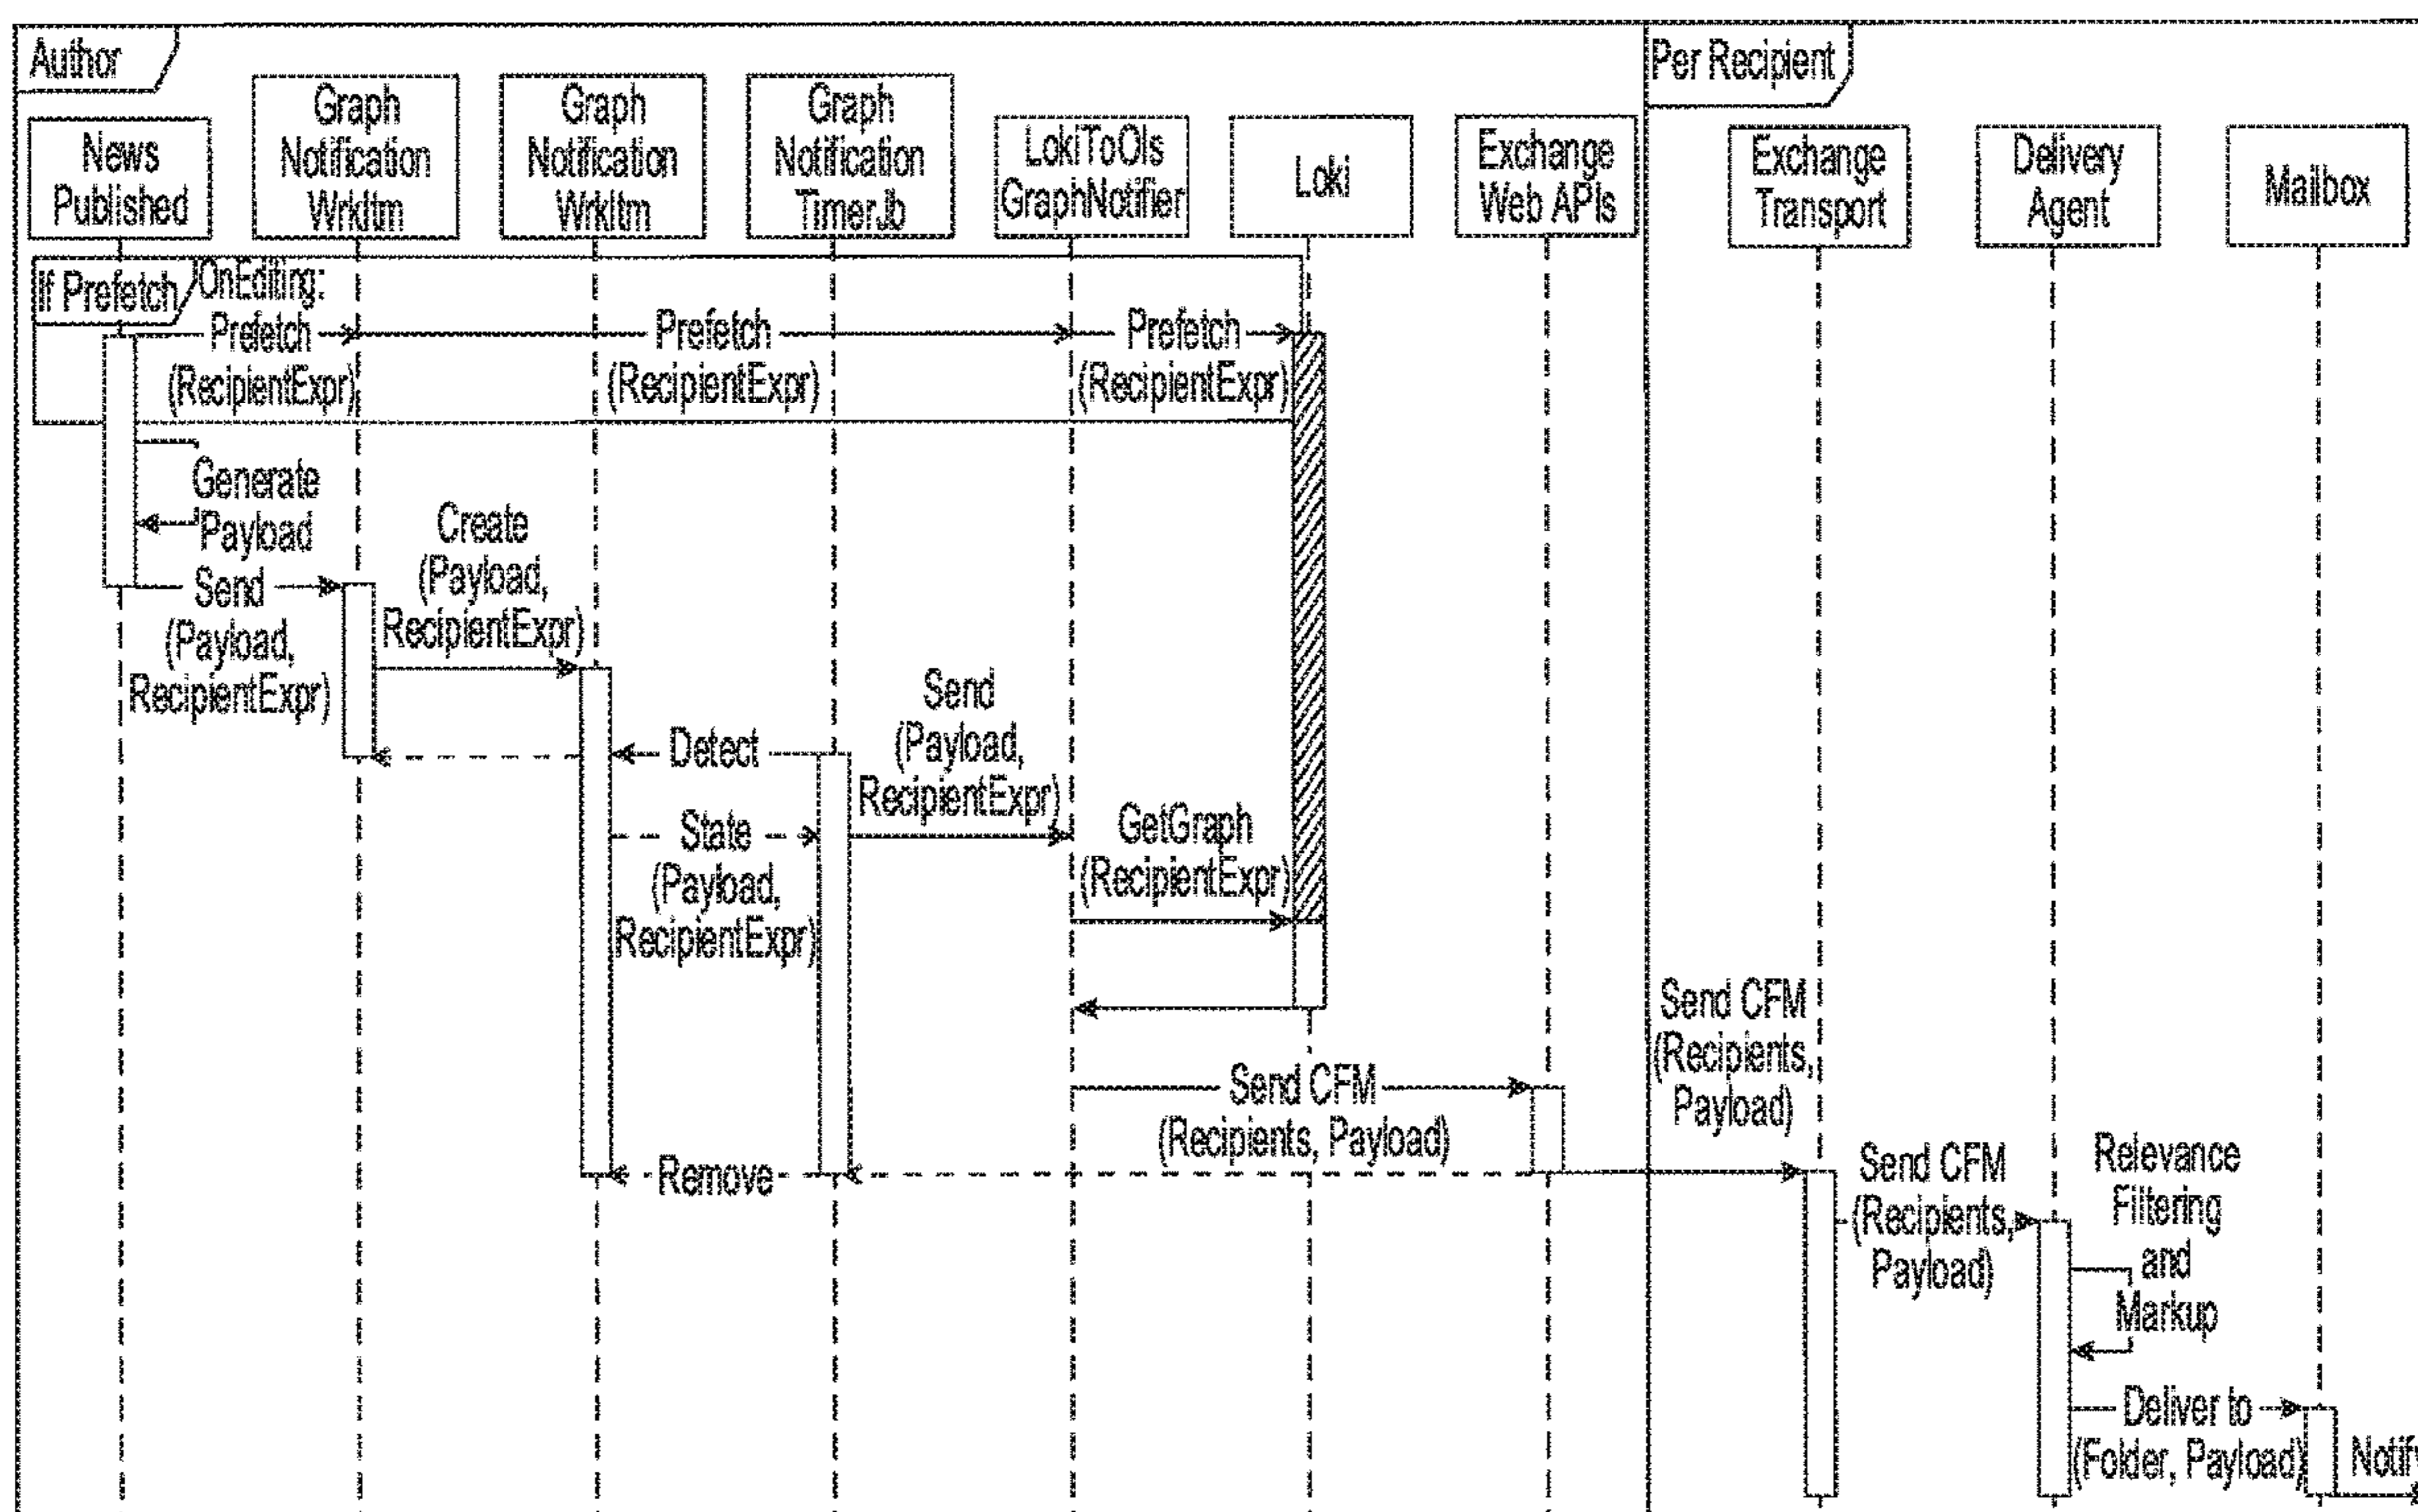 Author
Per Recipient
News
Published
Graph
Notification
WrkItm
Graph
Notification
WrkItm
Graph
Notification
TimerJb
LokiToOls
GraphNotifier
Loki
Exchange
Web APIs
Exchange
Transport
Delivery
Agent
Mailbox
If Prefetch
OnEditing:
Prefetch
(RecipientExpr)
Prefetch
(RecipientExpr)
Prefetch
(RecipientExpr)
Generate
Payload
Send
(Payload,
RecipientExpr)
Create
(Payload,
RecipientExpr)
Detect
State
(Payload,
RecipientExpr)
Send
(Payload,
RecipientExpr)
GetGraph
(RecipientExpr)
Send CFM
(Recipients, Payload)
Remove
Send CFM
(Recipients,
Payload)
Send CFM
(Recipients,
Payload)
Relevance
Filtering
and
Markup
Deliver to
(Folder, Payload)
Notify